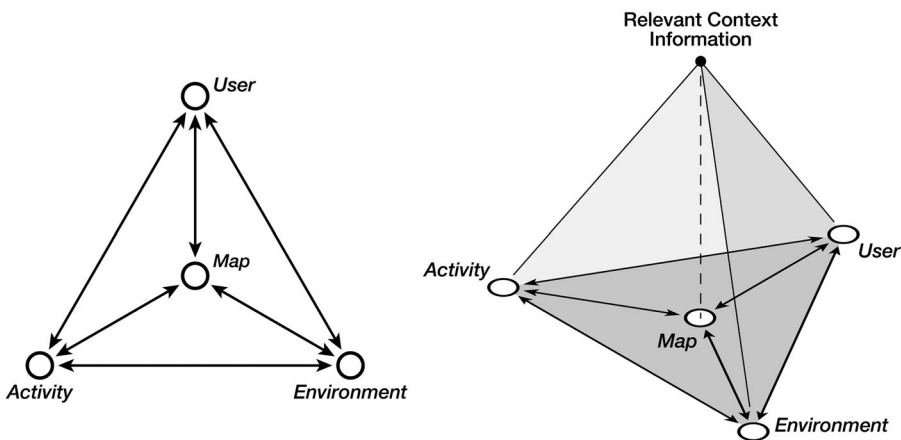 User
Map
Activity
Environment
Relevant Context
Information
Activity
User
Map
Environment